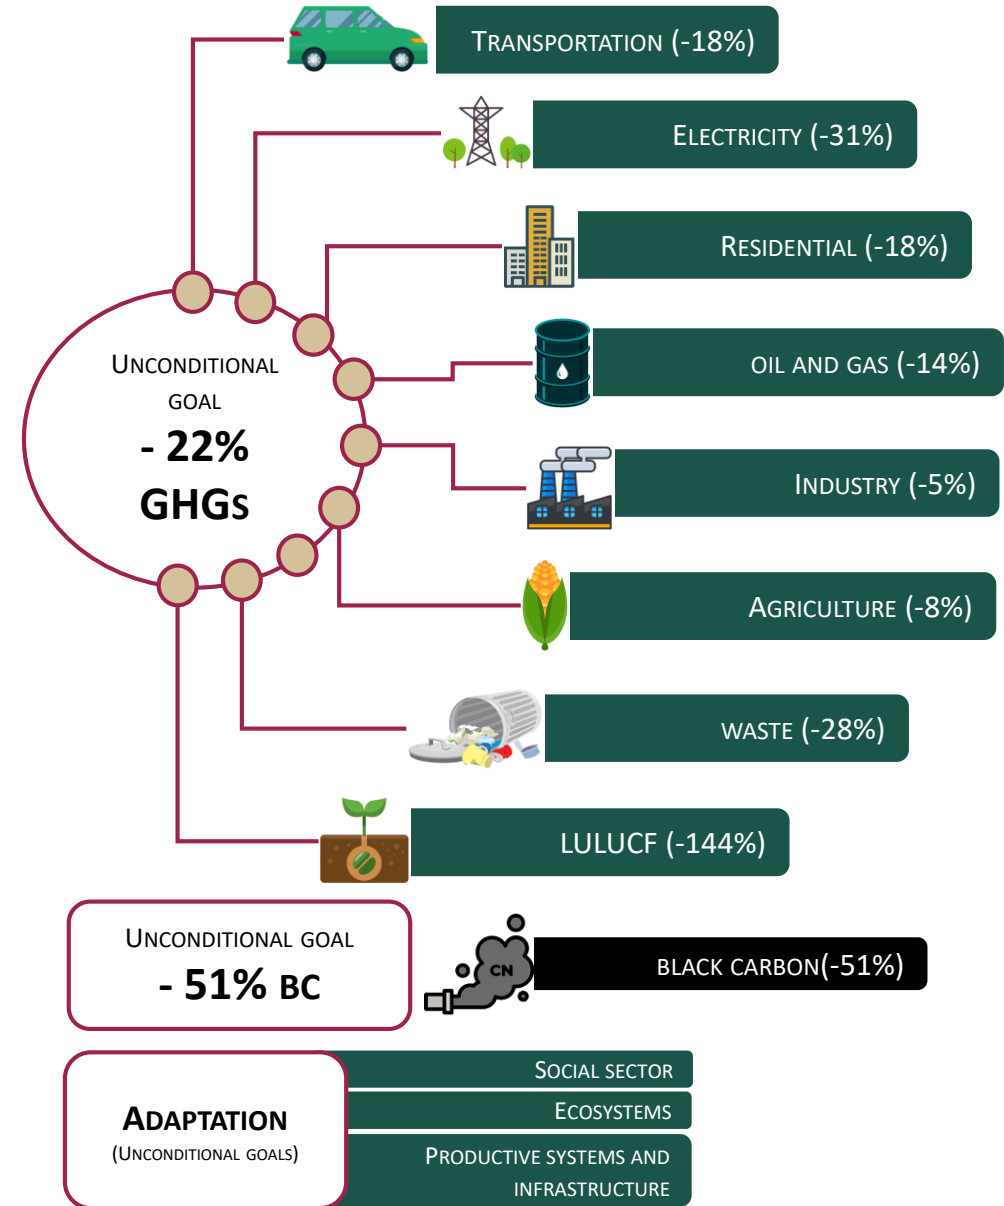 TRANSPORTATION (-18%)
ELECTRICITY (-31%)
RESIDENTIAL (-18%)
UNCONDITIONAL
GOAL
- 22%
GHGS
OIL AND GAS (-14%)
INDUSTRY (-5%)
AGRICULTURE (-8%)
WASTE (-28%)
LULUCF (-144%)
UNCONDITIONAL GOAL
- 51% BC
CN
BLACK CARBON(-51%)
ADAPTATION
(UNCONDITIONAL GOALS)
SOCIAL SECTOR
ECOSYSTEMS
PRODUCTIVE SYSTEMS AND
INFRASTRUCTURE